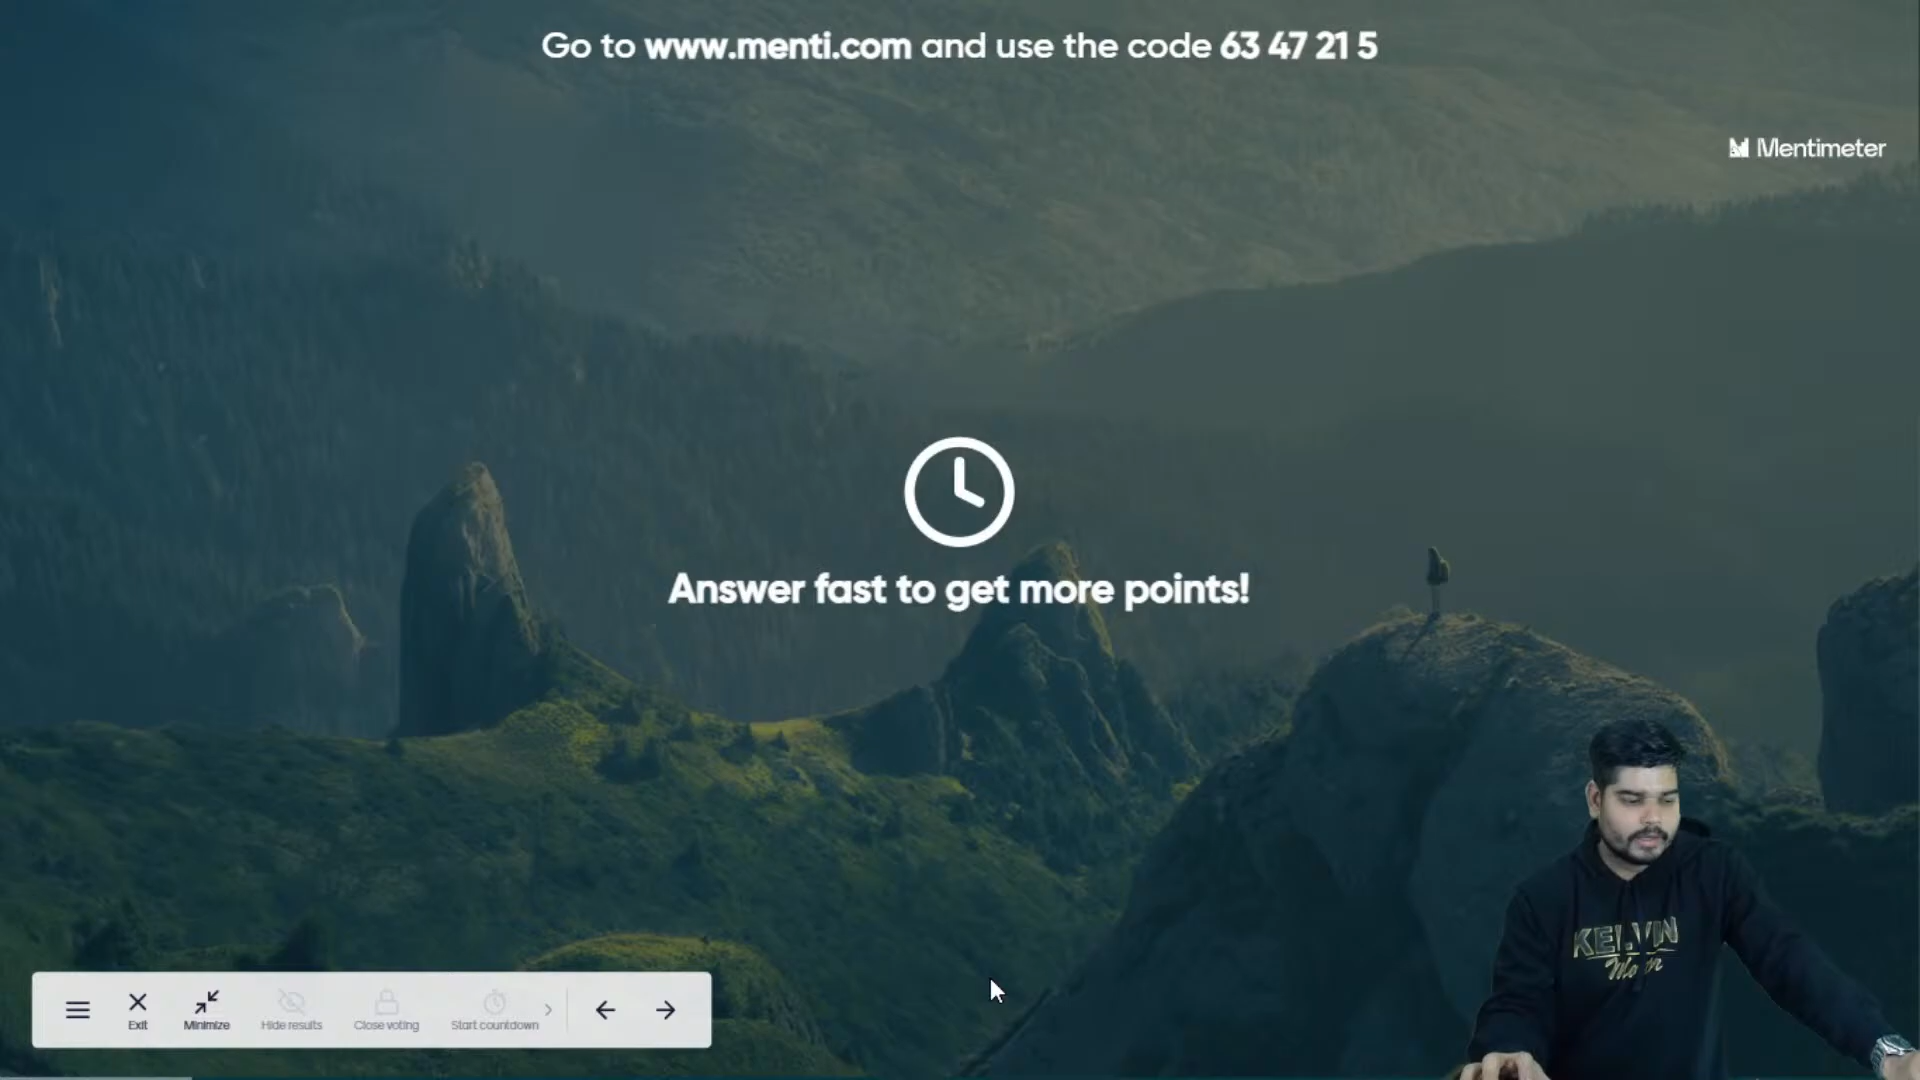 Go to www.menti.com and use the code 63 47 21 5
Mentimeter
Answer fast to get more points!
KELVIN
Exit
Minimize
Hide results
Close voting
Start countdown